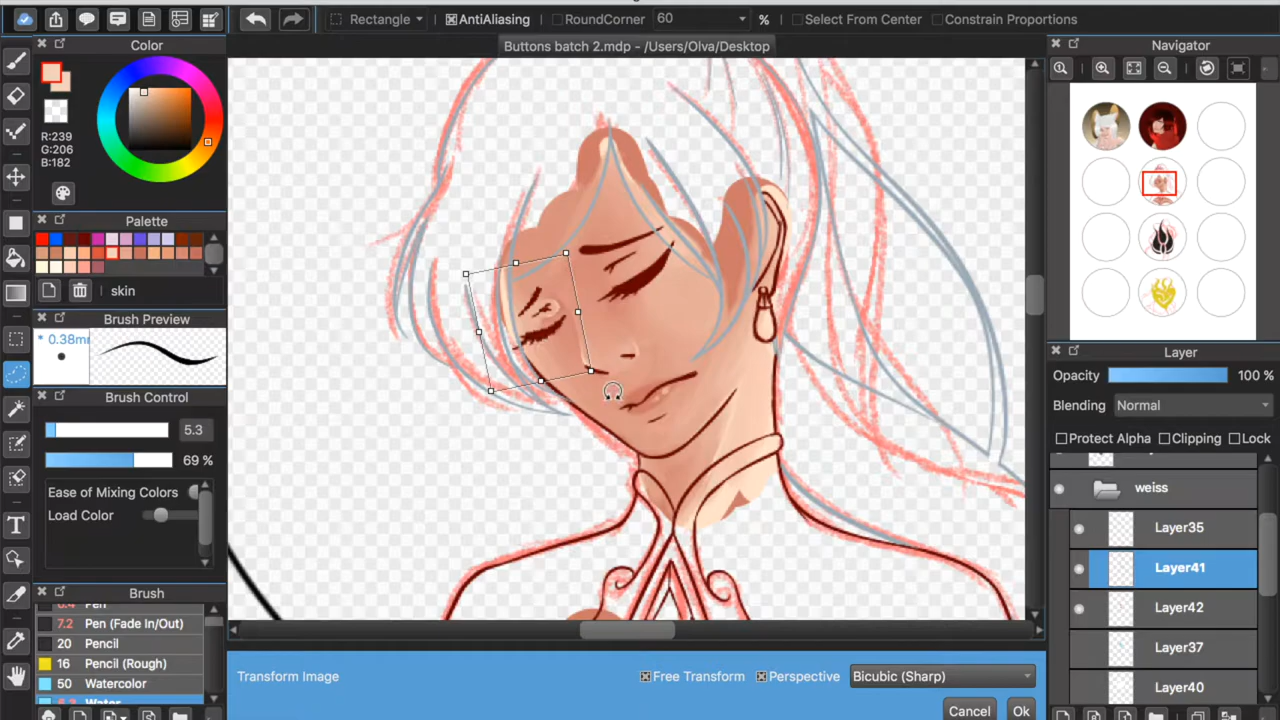 Rectangle AntiAliasing RoundCorner 60 % Select From Center Constrain Proportions
Color
Buttons batch 2.mdp - /Users/Olva/Desktop
Navigator
R:239
G:206
B:182
Palette
skin
Brush Preview
* 0.38m
Brush Control
5.3
69 %
Ease of Mixing Colors
Load Color
Brush
Pen
7.2 Pen (Fade In/Out)
20 Pencil
16 Pencil (Rough)
50 Watercolor
Water
Layer
Opacity 100 %
Blending Normal
Protect Alpha Clipping Lock
weiss
Layer35
Layer41
Layer42
Layer37
Layer40
Transform Image Free Transform Perspective Bicubic (Sharp)
Cancel Ok